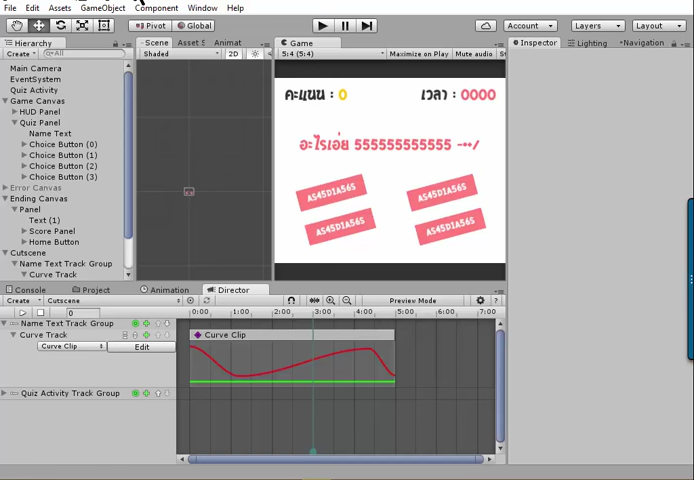 File Edit Assets GameObject Component Window Help
Pivot Global Account Layers Layout
Hierarchy Scene Asset S Animat Game Inspector Lighting Navigation
Create All Shaded 2D 5:4 (5:4) Maximize on Play Mute audio
Main Camera
EventSystem
Quiz Activity
Game Canvas
HUD Panel
Quiz Panel
Name Text
Choice Button (0)
Choice Button (1)
Choice Button (2)
Choice Button (3)
Error Canvas
Ending Canvas
Panel
Text (1)
Score Panel
Home Button
Cutscene
Name Text Track Group
Curve Track
คะแนน : 0 เวลา : 0000
อะไรเอ่ย 555555555555 -**/
AS45D1A56S AS45D1A56S
AS45D1A56S AS45D1A56S
Console Project Animation Director
Create Cutscene Preview Mode ?
0 0:00 1:00 2:00 3:00 4:00 5:00 6:00 7:00
Name Text Track Group
Curve Track Curve Clip
Curve Clip Edit
Quiz Activity Track Group